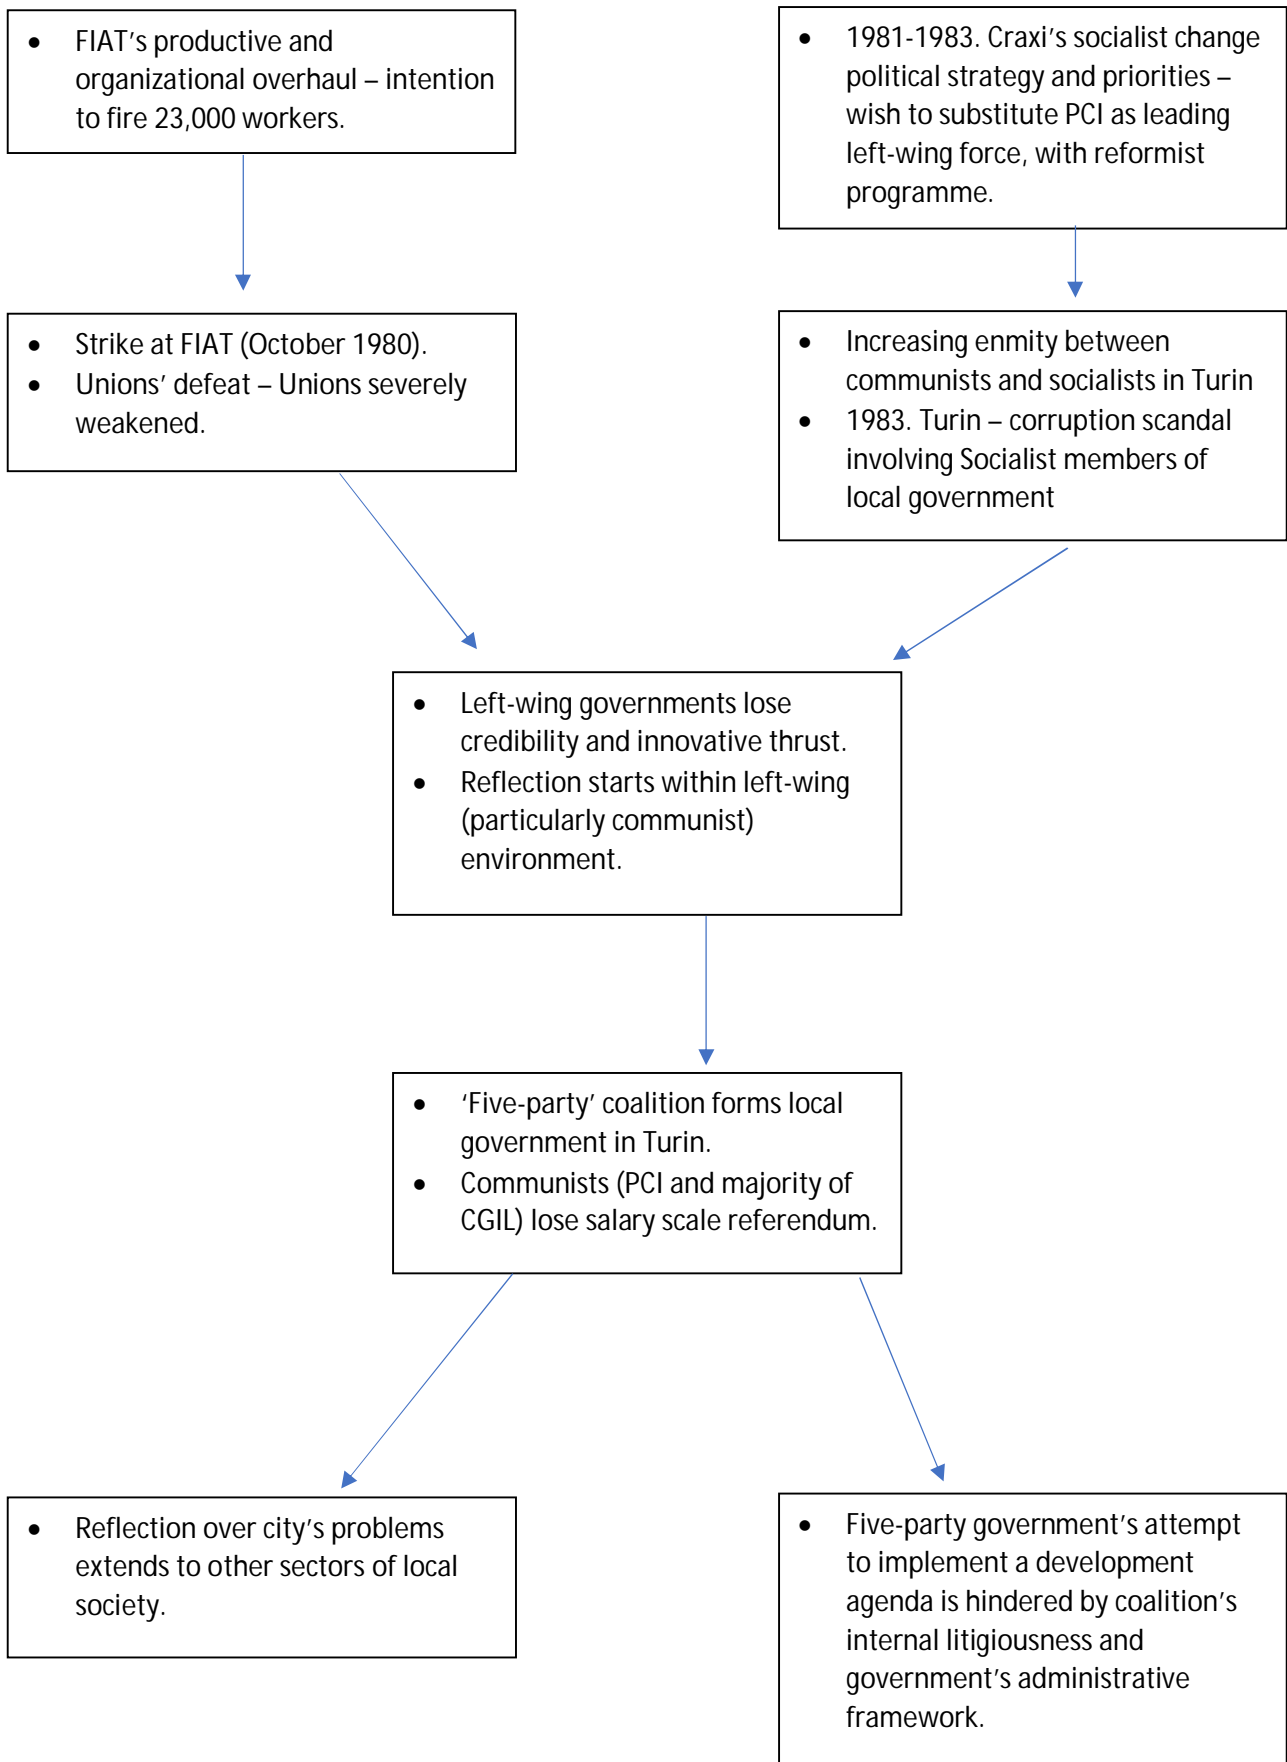 • FIAT’s productive and
organizational overhaul – intention
to fire 23,000 workers.
• 1981-1983. Craxi’s socialist change
political strategy and priorities –
wish to substitute PCI as leading
left-wing force, with reformist
programme.
• Strike at FIAT (October 1980).
• Unions’ defeat – Unions severely
weakened.
• Increasing enmity between
communists and socialists in Turin
• 1983. Turin – corruption scandal
involving Socialist members of
local government
• Left-wing governments lose
credibility and innovative thrust.
• Reflection starts within left-wing
(particularly communist)
environment.
• ‘Five-party’ coalition forms local
government in Turin.
• Communists (PCI and majority of
CGIL) lose salary scale referendum.
• Reflection over city’s problems
extends to other sectors of local
society.
• Five-party government’s attempt
to implement a development
agenda is hindered by coalition’s
internal litigiousness and
government’s administrative
framework.